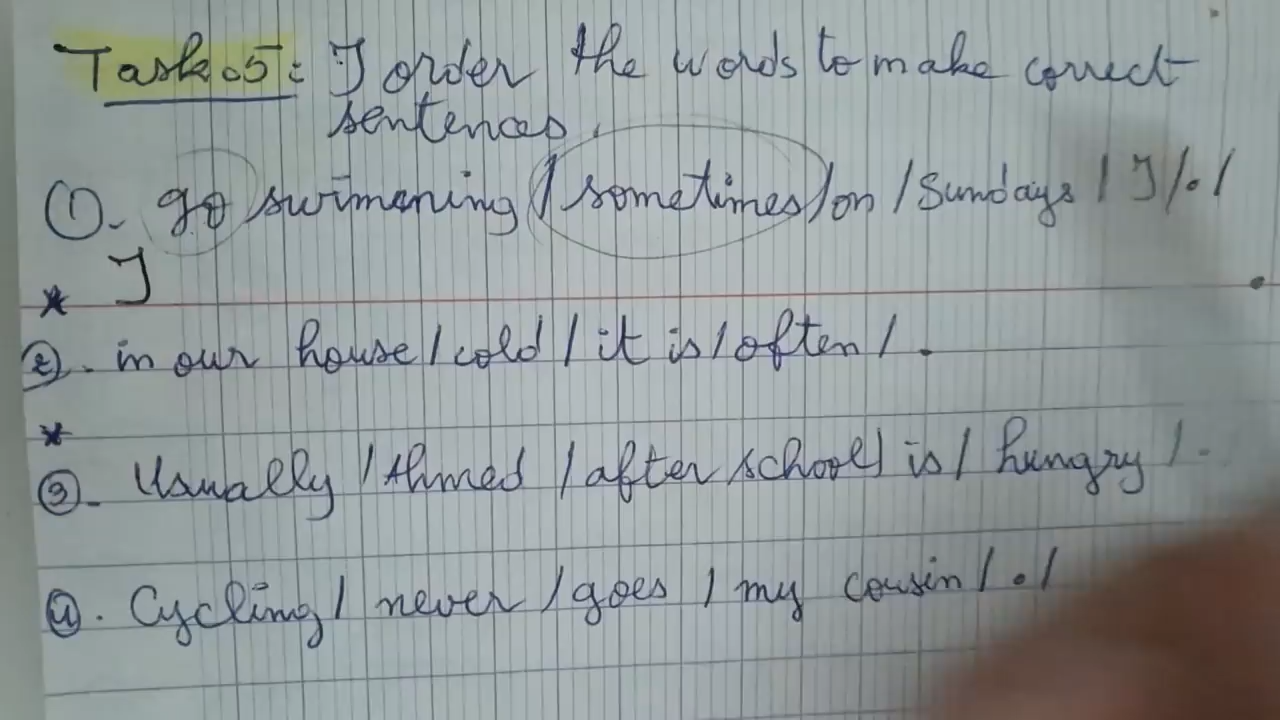 Task 05: I order the words to make correct
sentences.
①- go swimming / sometimes / on / Sundays / I / . /
* I
②- in our house / cold / it is / often / .
*
③- Usually / Ahmed / after school / is / hungry / .
④. Cycling / never / goes / my cousin / . /